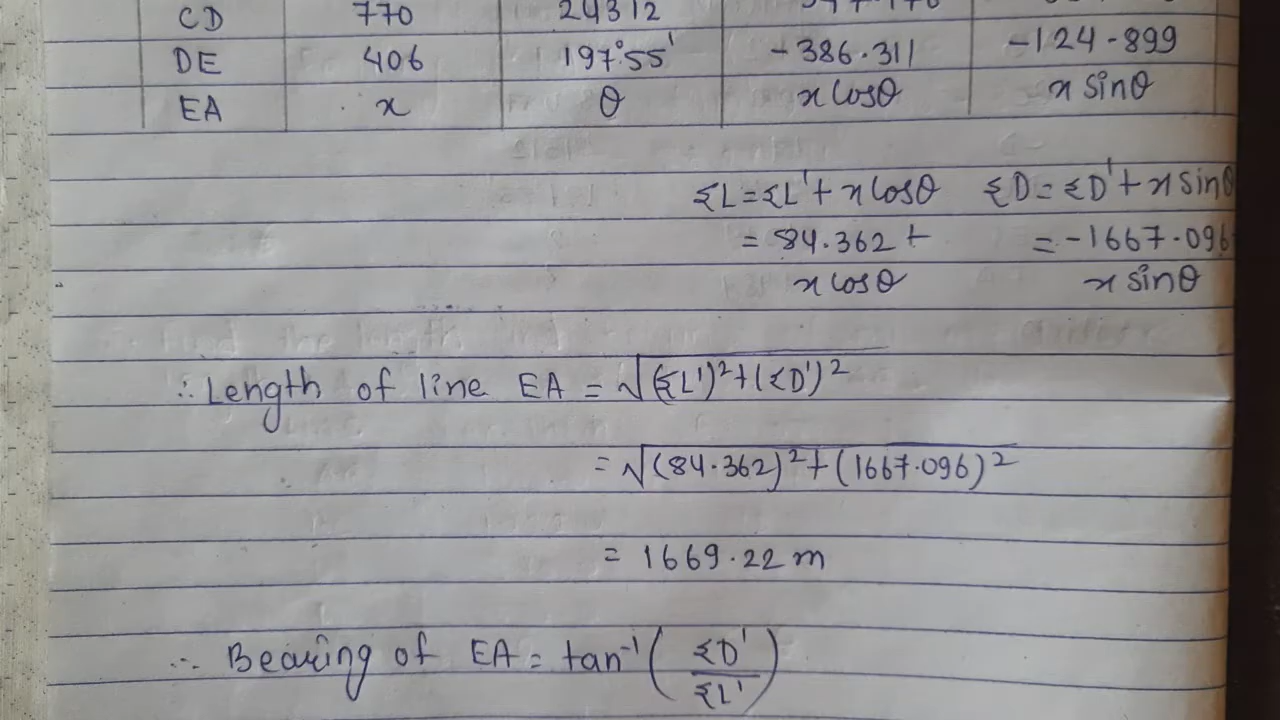 CD 770 24312
DE 406 197°55' -386.311 -124.899
EA x θ x cosθ x sinθ
ΣL = ΣL' + x cosθ ΣD = ΣD' + x sinθ
= 84.362 + = -1667.096
x cosθ x sinθ
∴ Length of line EA = √(ΣL')²+(ΣD')²
= √(84.362)²+(1667.096)²
= 1669.22 m
∴ Bearing of EA = tan⁻¹(ΣD'/ΣL')